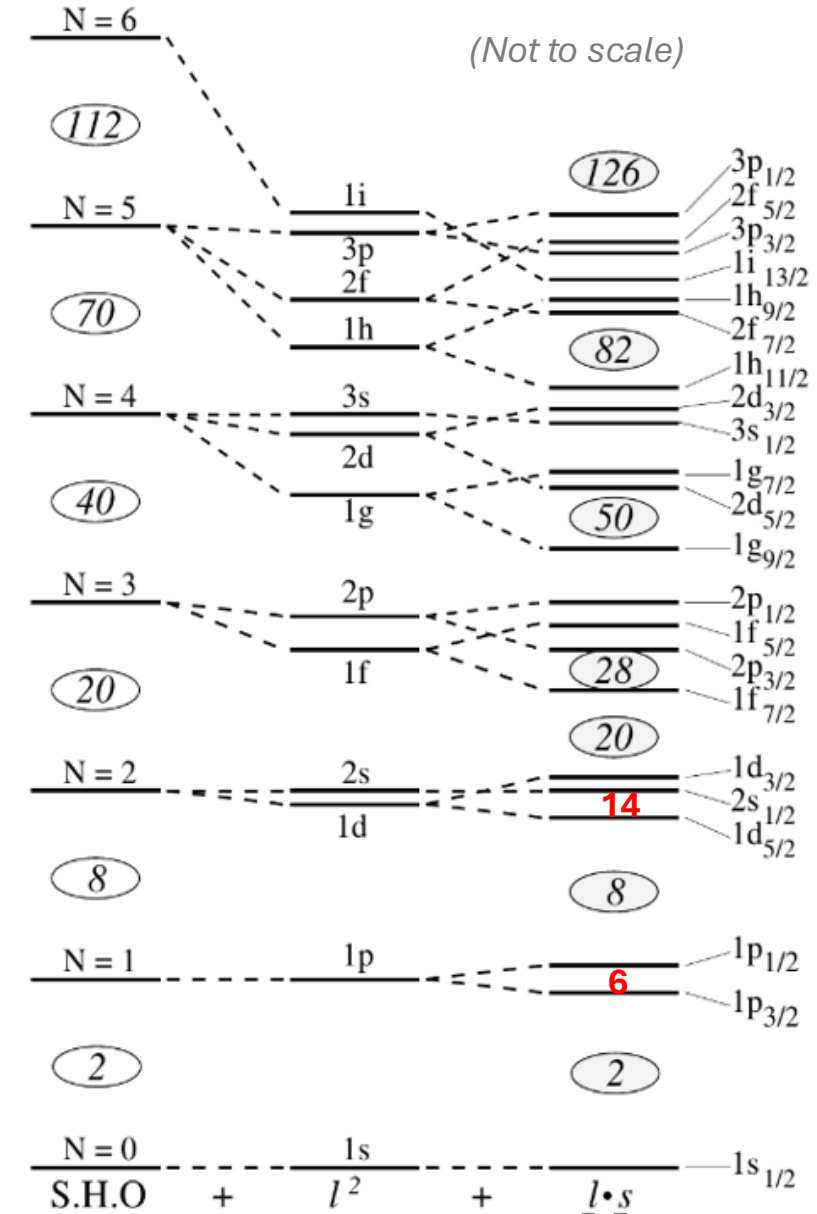 N = 6
(Not to scale)
112
126
3p1/2
1i
2f5/2
N = 5
3p
3p3/2
2f
1i13/2
70
1h9/2
1h
2f7/2
82
1h11/2
N = 4
3s
2d3/2
2d
3s1/2
1g7/2
40
1g
50
2d5/2
1g9/2
N = 3
2p
2p1/2
1f5/2
1f
28
2p3/2
20
1f7/2
20
N = 2
2s
1d3/2
14
2s1/2
1d
1d5/2
8
8
N = 1
1p
1p1/2
6
1p3/2
2
2
N = 0
1s
1s1/2
S.H.O + l2 + l•s